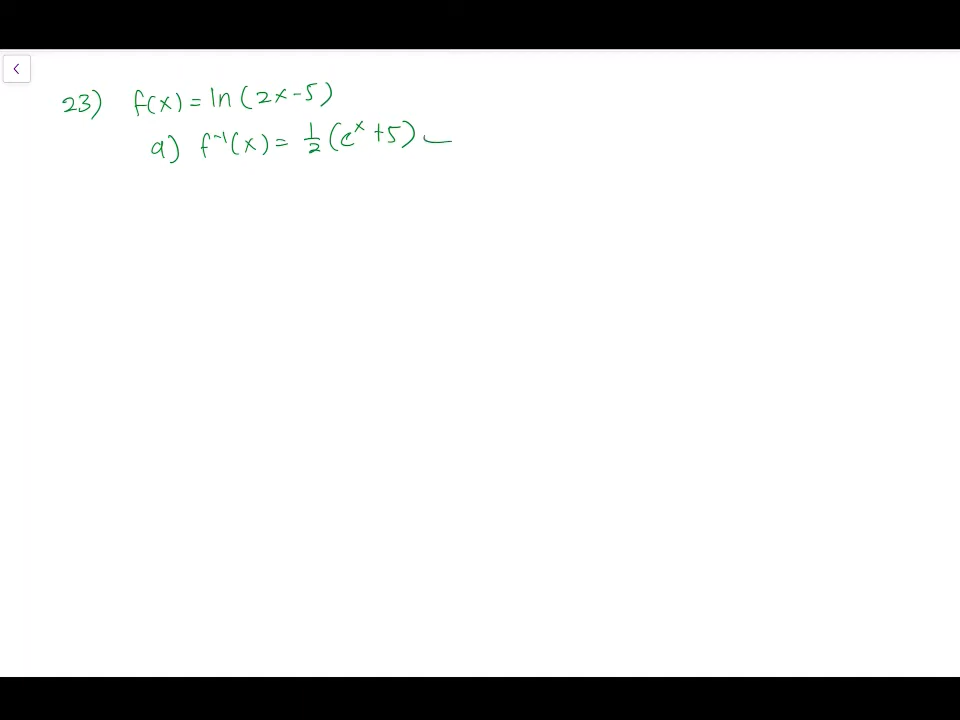 23) f(x) = ln(2x-5)
a) f⁻¹(x) = 1/2 (eˣ + 5)